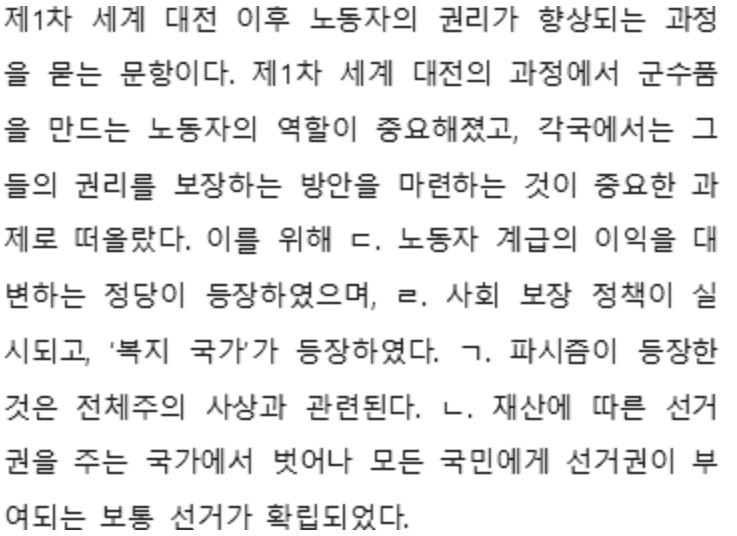 제1차 세계 대전 이후 노동자의 권리가 향상되는 과정
을 묻는 문항이다. 제1차 세계 대전의 과정에서 군수품
을 만드는 노동자의 역할이 중요해졌고, 각국에서는 그
들의 권리를 보장하는 방안을 마련하는 것이 중요한 과
제로 떠올랐다. 이를 위해 ㄷ. 노동자 계급의 이익을 대
변하는 정당이 등장하였으며, ㄹ. 사회 보장 정책이 실
시되고, ‘복지 국가’가 등장하였다. ㄱ. 파시즘이 등장한
것은 전체주의 사상과 관련된다. ㄴ. 재산에 따른 선거
권을 주는 국가에서 벗어나 모든 국민에게 선거권이 부
여되는 보통 선거가 확립되었다.